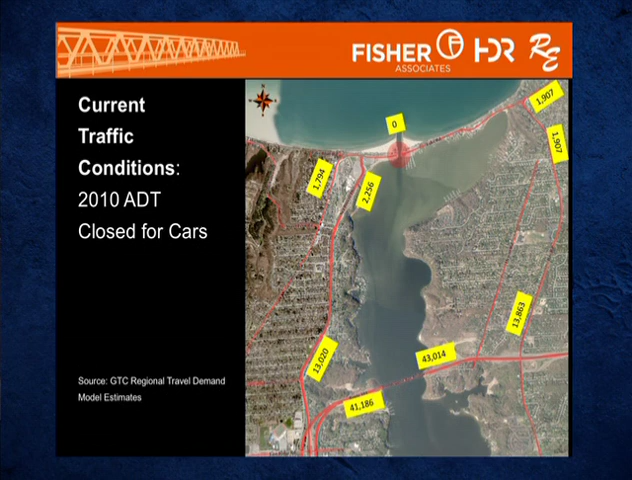 FISHER
ASSOCIATES
F
HDR
RE
Current
Traffic
Conditions:
2010 ADT
Closed for Cars
Source: GTC Regional Travel Demand
Model Estimates
1,907
0
1,907
1,794
2,256
13,863
43,014
13,020
41,186